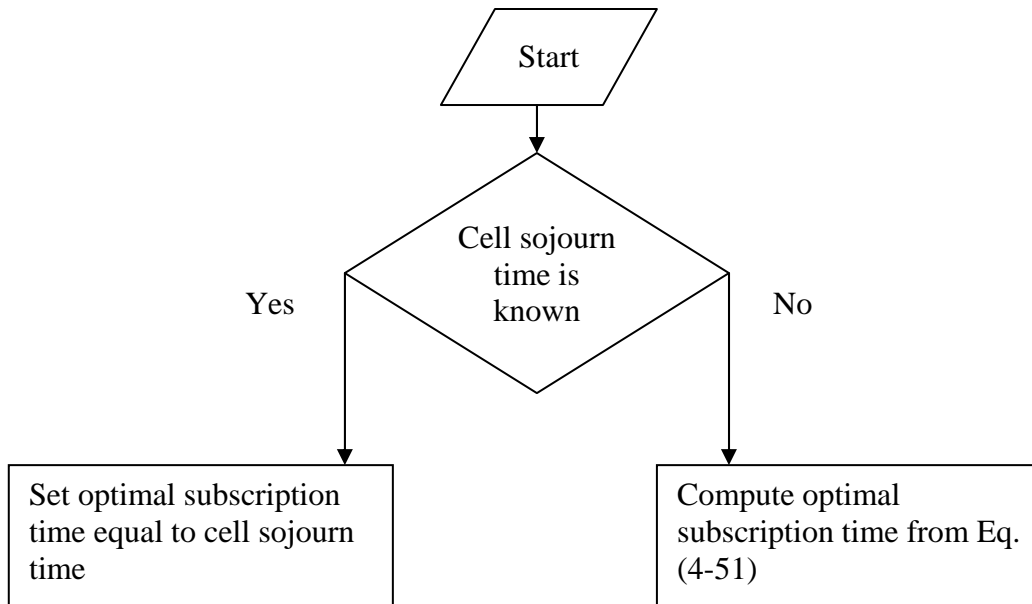 Start
Cell sojourn
time is
known
Yes
No
Set optimal subscription
time equal to cell sojourn
time
Compute optimal
subscription time from Eq.
(4-51)